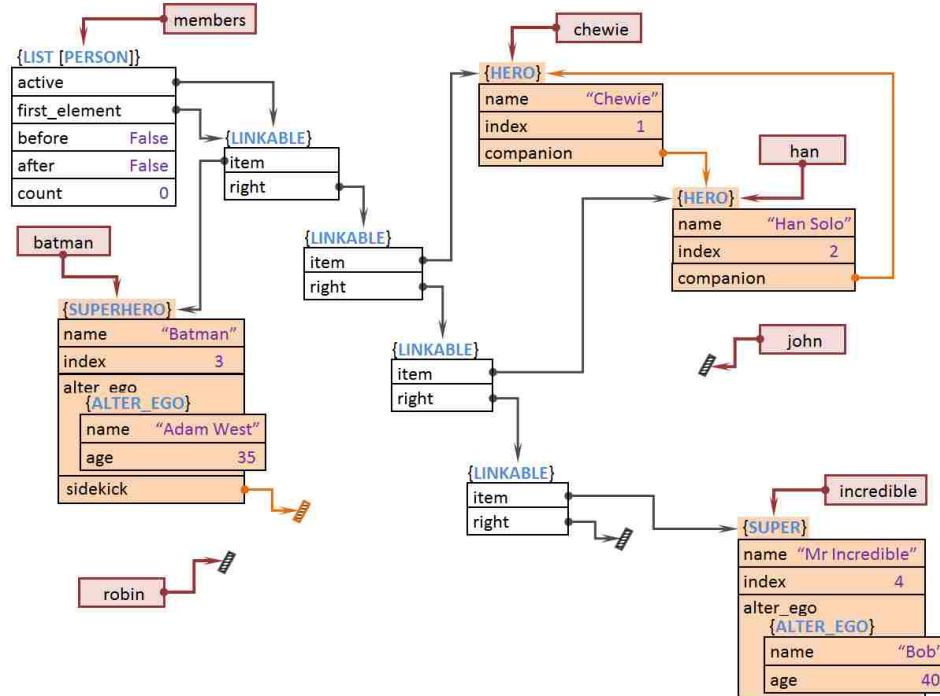 members
{LIST [PERSON]}
active
first_element
before False
after False
count 0
{LINKABLE}
item
right
chewie
{HERO}
name “Chewie”
index 1
companion
han
{HERO}
name “Han Solo”
index 2
companion
{LINKABLE}
item
right
batman
{SUPERHERO}
name “Batman”
index 3
alter_ego
{ALTER_EGO}
name “Adam West”
age 35
sidekick
john
{LINKABLE}
item
right
{LINKABLE}
item
right
incredible
{SUPER}
name “Mr Incredible”
index 4
alter_ego
{ALTER_EGO}
name “Bob”
age 40
robin